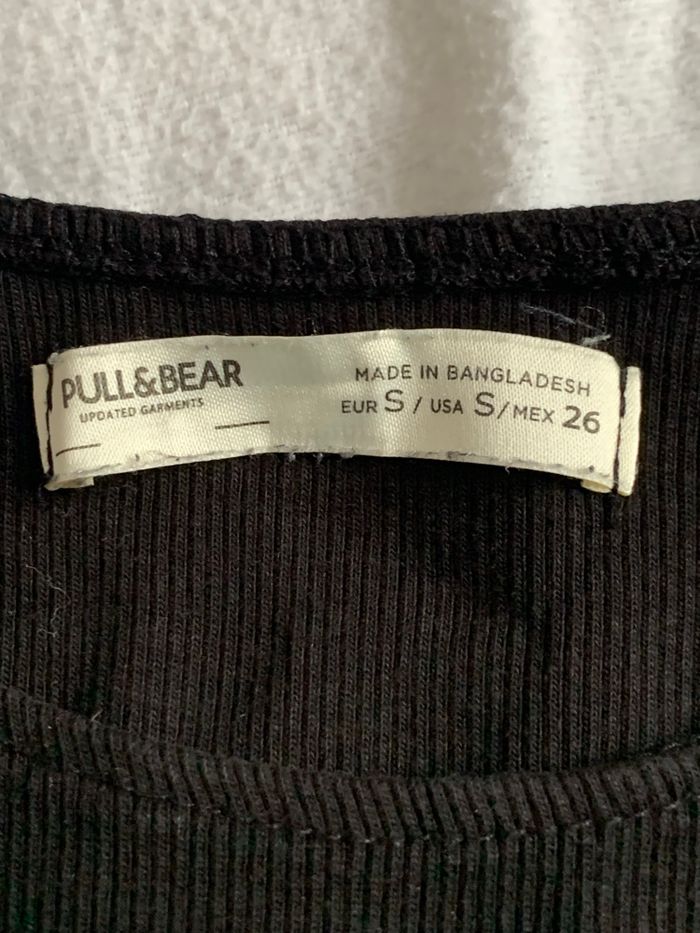 PULL&BEAR
UPDATED GARMENTS
MADE IN BANGLADESH
EUR S / USA S/MEX 26